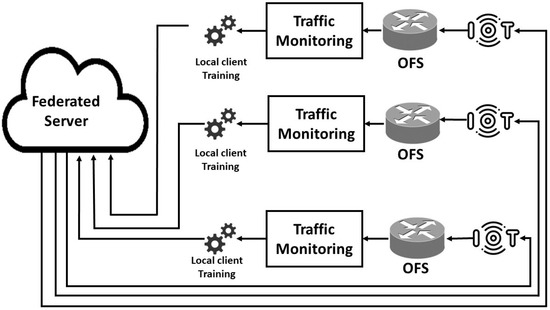 Traffic
Monitoring
OFS
IOT
Local client
Training
Federated
Server
Traffic
Monitoring
OFS
IOT
Local client
Training
Traffic
Monitoring
OFS
IOT
Local client
Training